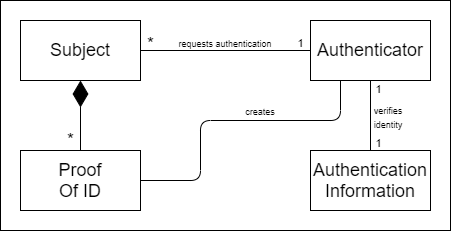 Subject
* requests authentication 1
Authenticator
creates
1
verifies
identity
*
1
Proof
Of ID
Authentication
Information